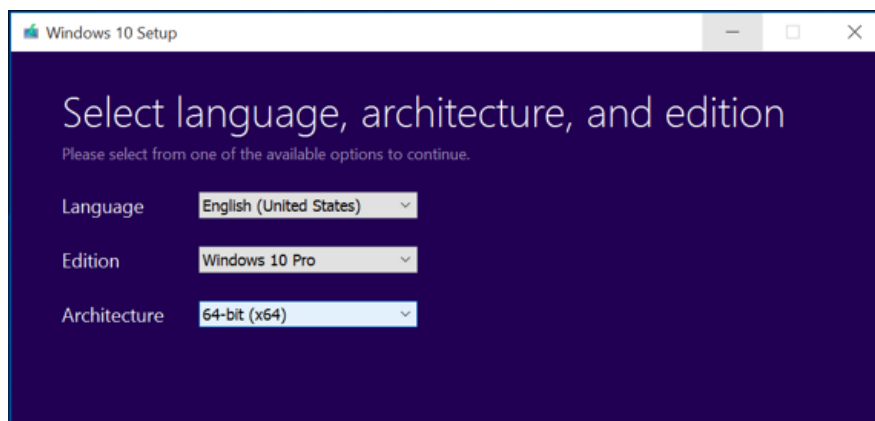 Windows 10 Setup
Select language, architecture, and edition
Please select from one of the available options to continue.
Language English (United States)
Edition Windows 10 Pro
Architecture 64-bit (x64)